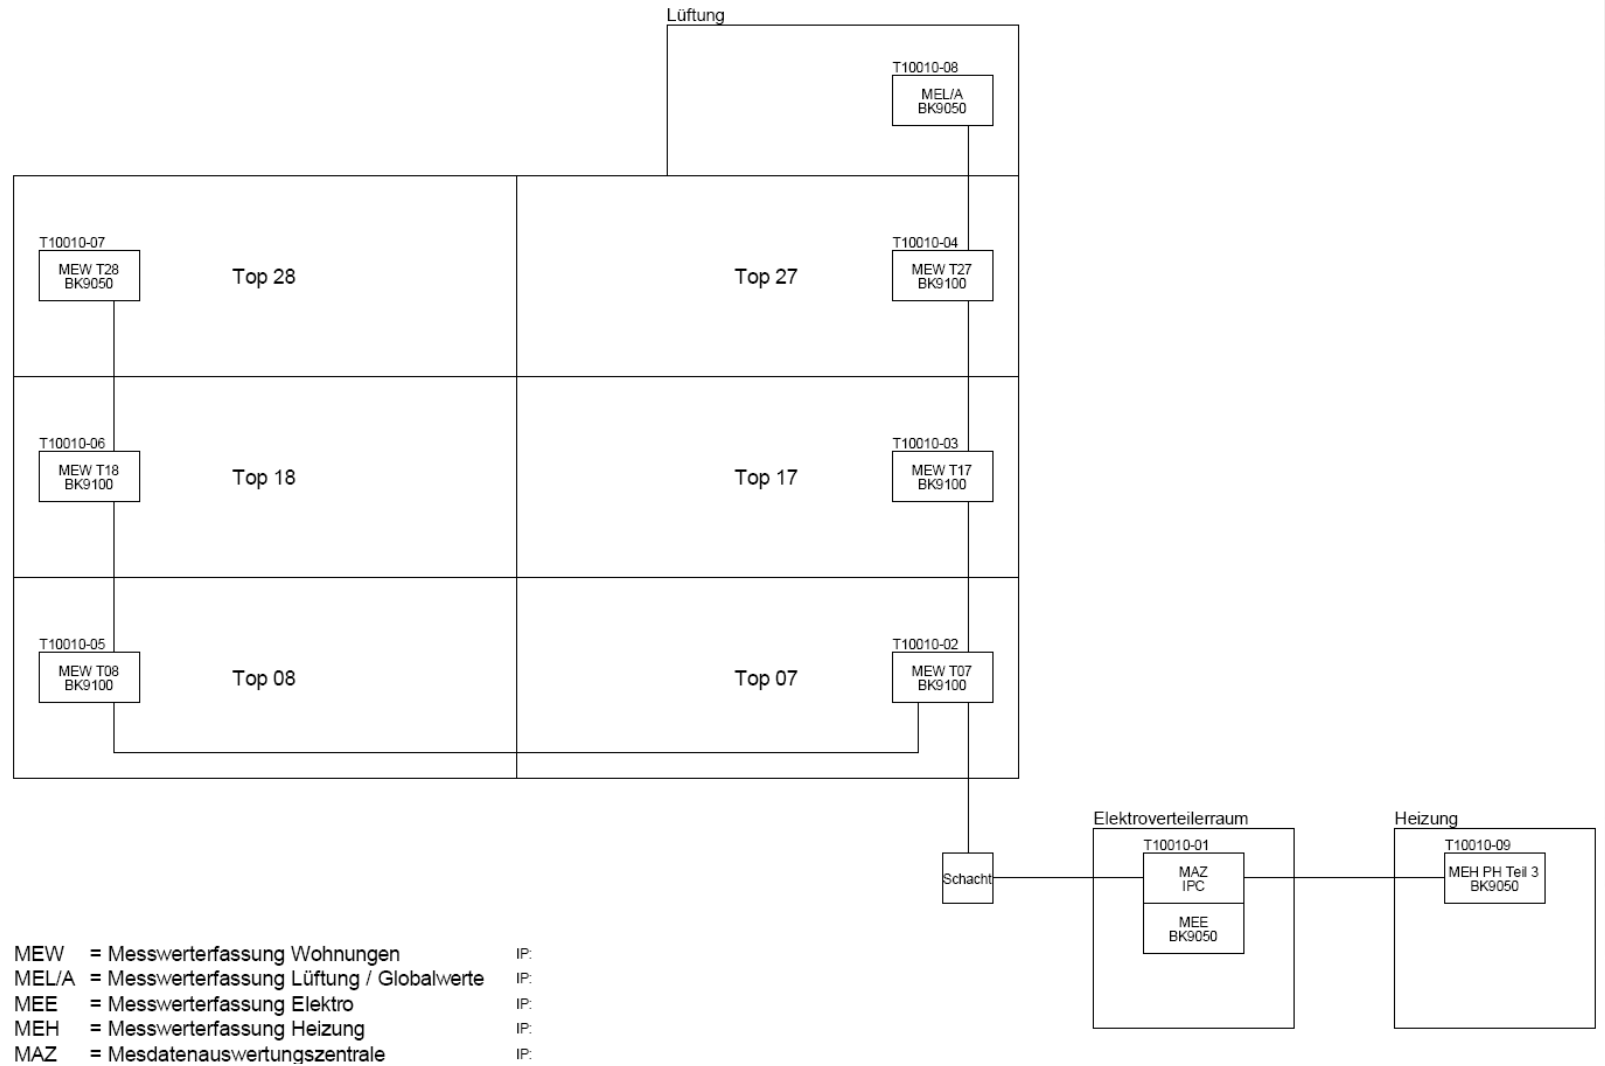 Lüftung
T10010-08
MEL/A
BK9050
T10010-07
MEW T28
BK9050
Top 28
Top 27
T10010-04
MEW T27
BK9100
T10010-06
MEW T18
BK9100
Top 18
Top 17
T10010-03
MEW T17
BK9100
T10010-05
MEW T08
BK9100
Top 08
Top 07
T10010-02
MEW T07
BK9100
Schacht
Elektroverteilerraum
T10010-01
MAZ
IPC
MEE
BK9050
Heizung
T10010-09
MEH PH Teil 3
BK9050
MEW = Messwerterfassung Wohnungen IP:
MEL/A = Messwerterfassung Lüftung / Globalwerte IP:
MEE = Messwerterfassung Elektro IP:
MEH = Messwerterfassung Heizung IP:
MAZ = Mesdatenauswertungszentrale IP: